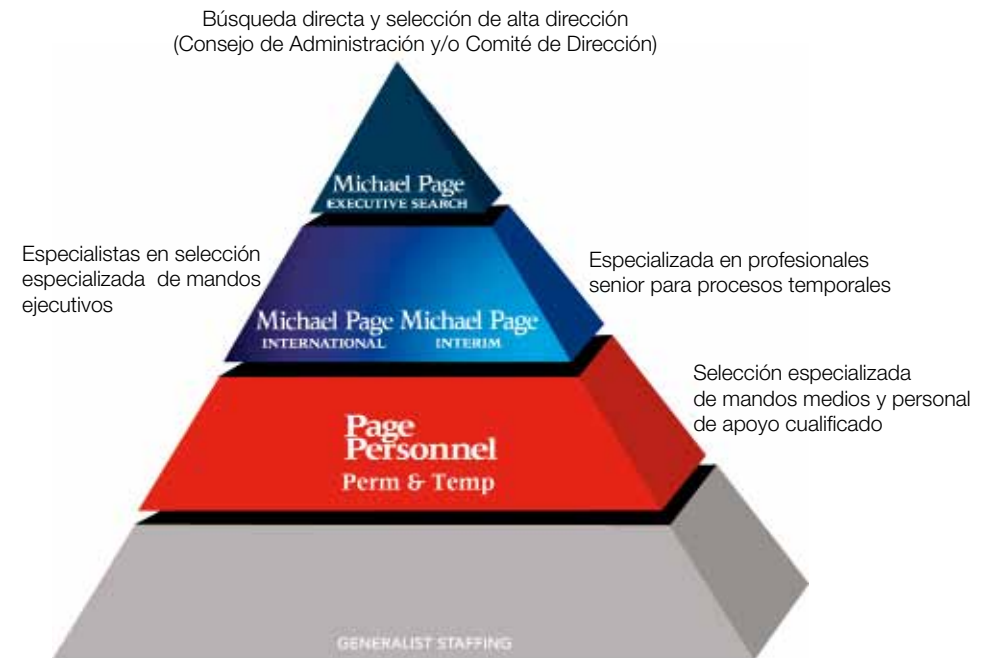 Búsqueda directa y selección de alta dirección
(Consejo de Administración y/o Comité de Dirección)
Michael Page
EXECUTIVE SEARCH
Especialistas en selección
especializada de mandos
ejecutivos
Especializada en profesionales
senior para procesos temporales
Michael Page
INTERNATIONAL
Michael Page
INTERIM
Selección especializada
de mandos medios y personal
de apoyo cualificado
Page
Personnel
Perm & Temp
GENERALIST STAFFING